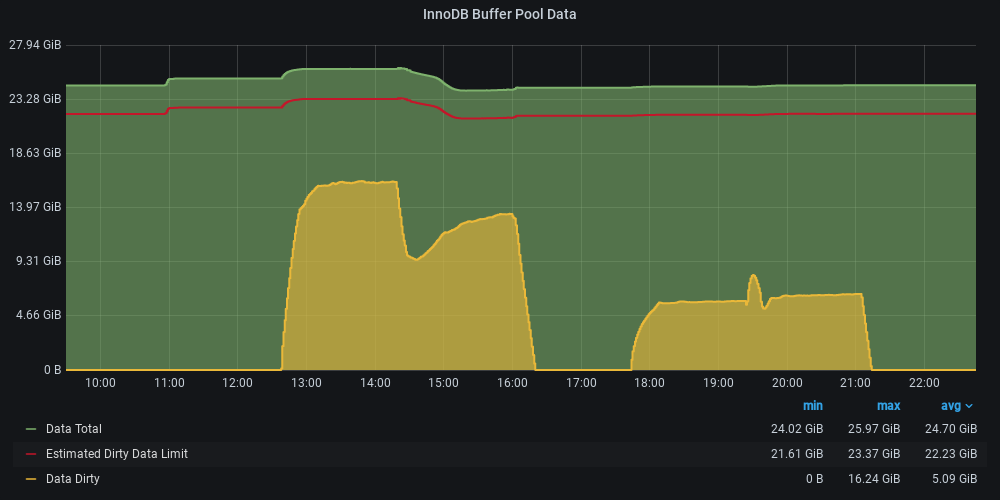 InnoDB Buffer Pool Data
27.94 GiB
23.28 GiB
18.63 GiB
13.97 GiB
9.31 GiB
4.66 GiB
0 B
10:00 11:00 12:00 13:00 14:00 15:00 16:00 17:00 18:00 19:00 20:00 21:00 22:00
min max avg
Data Total 24.02 GiB 25.97 GiB 24.70 GiB
Estimated Dirty Data Limit 21.61 GiB 23.37 GiB 22.23 GiB
Data Dirty 0 B 16.24 GiB 5.09 GiB